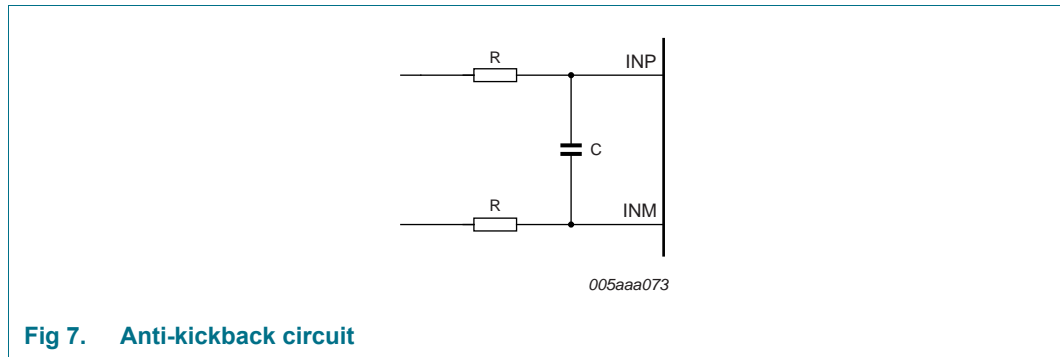 R
INP
C
R
INM
005aaa073
Fig 7. Anti-kickback circuit